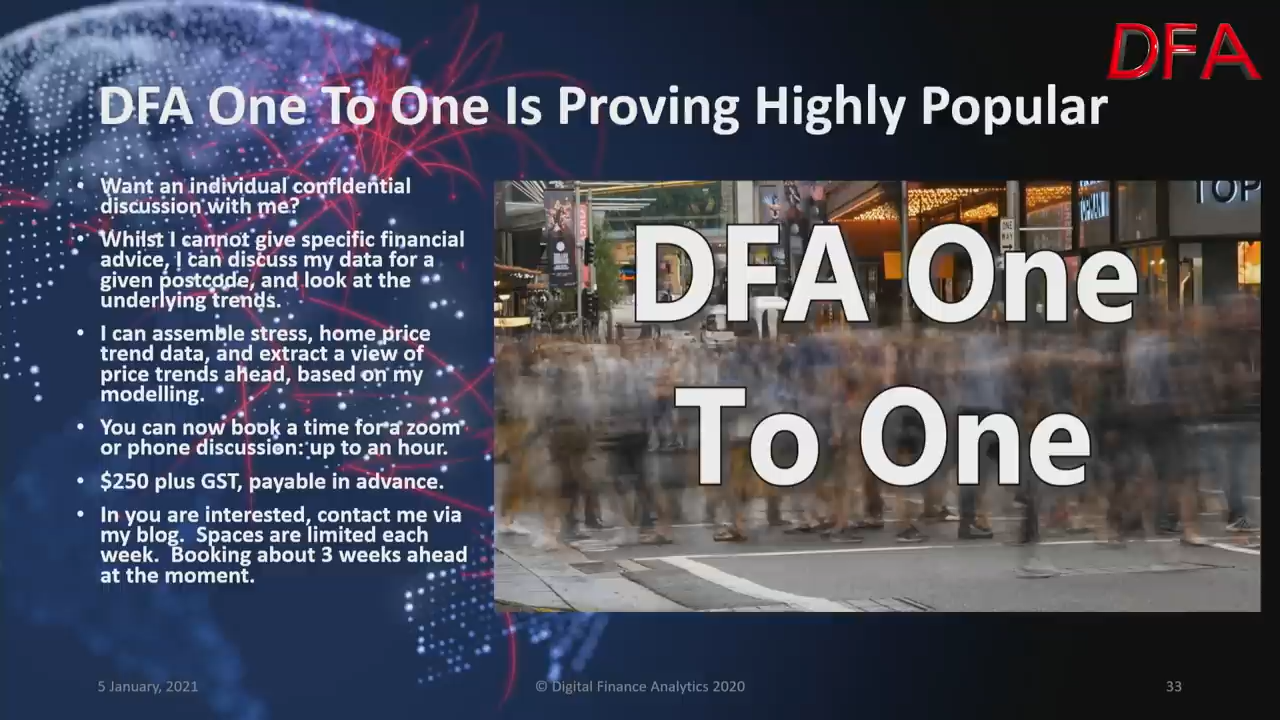 DFA
DFA One To One Is Proving Highly Popular
• Want an individual confidential
discussion with me?
• Whilst I cannot give specific financial
advice, I can discuss my data for a
given postcode, and look at the
underlying trends.
• I can assemble stress, home price
trend data, and extract a view of
price trends ahead, based on my
modelling.
• You can now book a time for a zoom
or phone discussion: up to an hour.
• $250 plus GST, payable in advance.
• In you are interested, contact me via
my blog.  Spaces are limited each
week.  Booking about 3 weeks ahead
at the moment.
TOP
ONE
WAY
DFA One
To One
5 January, 2021
© Digital Finance Analytics 2020
33